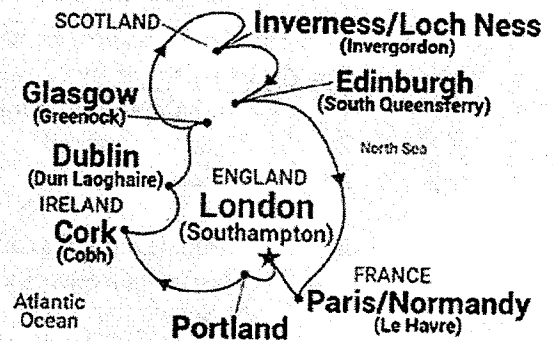 SCOTLAND
Inverness/Loch Ness
(Invergordon)
Glasgow
(Greenock)
Edinburgh
(South Queensferry)
North Sea
Dublin
(Dun Laoghaire)
IRELAND
Cork
(Cobh)
ENGLAND
London
(Southampton)
Atlantic
Ocean
Portland
FRANCE
Paris/Normandy
(Le Havre)